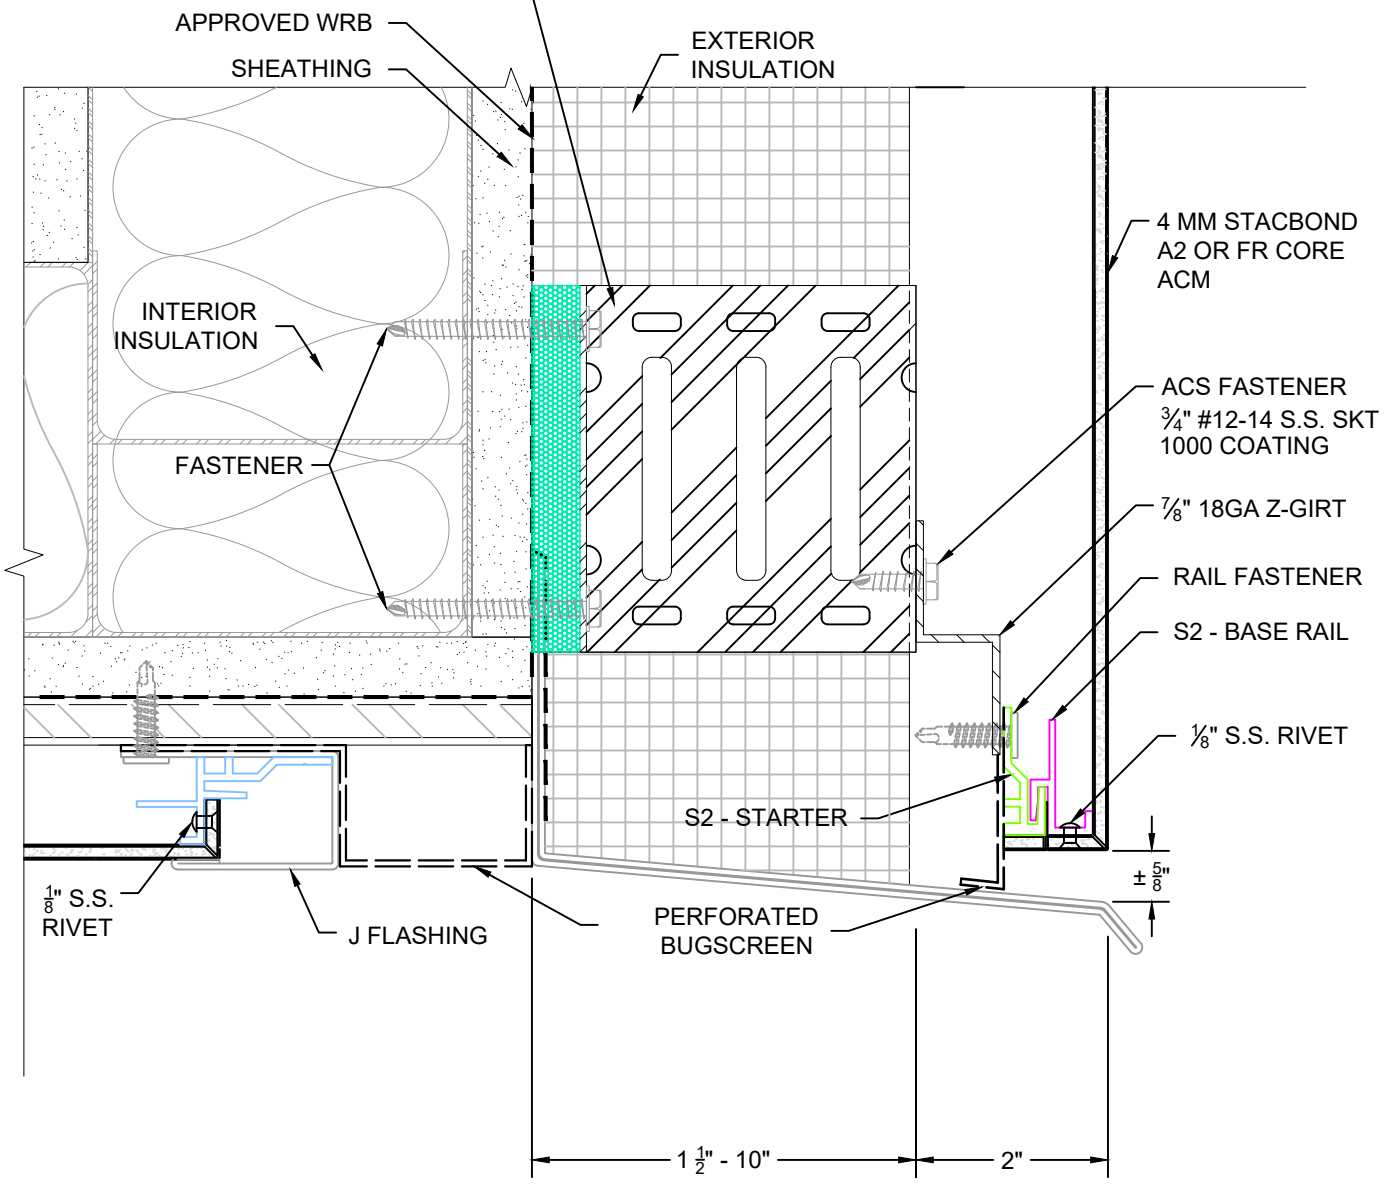 APPROVED WRB
SHEATHING
EXTERIOR
INSULATION
4 MM STACBOND
A2 OR FR CORE
ACM
INTERIOR
INSULATION
ACS FASTENER
¾" #12-14 S.S. SKT
1000 COATING
FASTENER
⅞" 18GA Z-GIRT
RAIL FASTENER
S2 - BASE RAIL
⅛" S.S. RIVET
S2 - STARTER
± ⅝"
⅛" S.S.
RIVET
J FLASHING
PERFORATED
BUGSCREEN
1 ½" - 10"
2"